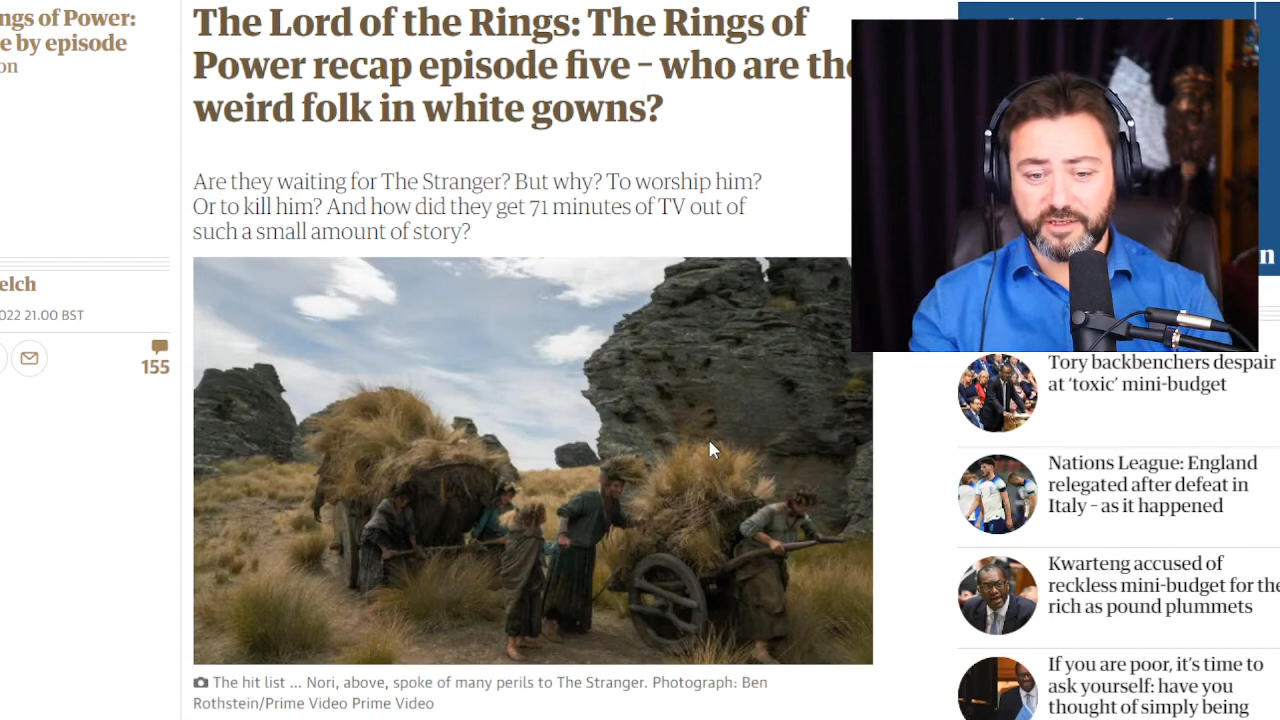 ngs of Power:
e by episode
on
The Lord of the Rings: The Rings of
Power recap episode five – who are the
weird folk in white gowns?
Are they waiting for The Stranger? But why? To worship him?
Or to kill him? And how did they get 71 minutes of TV out of
such a small amount of story?
elch
022 21.00 BST
155
The hit list ... Nori, above, spoke of many perils to The Stranger. Photograph: Ben
Rothstein/Prime Video Prime Video
n
Tory backbenchers despair
at ‘toxic’ mini-budget
Nations League: England
relegated after defeat in
Italy – as it happened
Kwarteng accused of
reckless mini-budget for the
rich as pound plummets
If you are poor, it’s time to
ask yourself: have you
thought of simply being